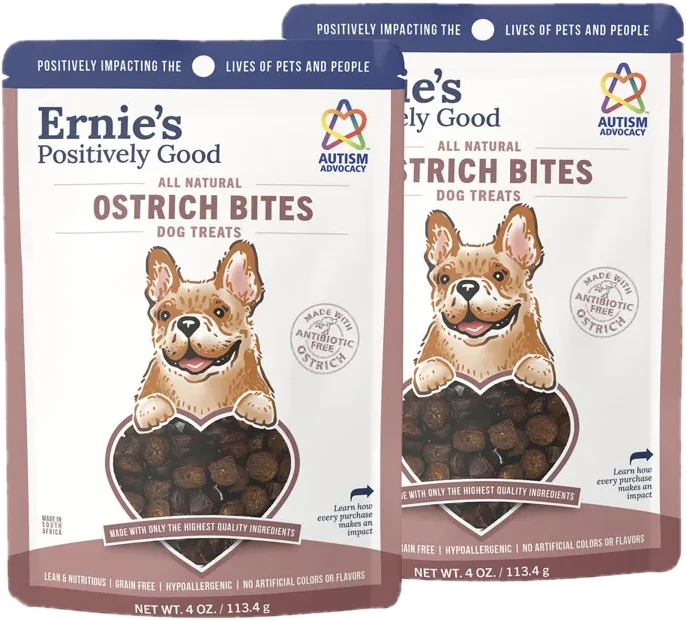 POSITIVELY IMPACTING THE LIVES OF PETS AND PEOPLE
Ernie's
Positively Good
AUTISM
ADVOCACY
ALL NATURAL
OSTRICH BITES
DOG TREATS
MADE WITH
ANTIBIOTIC
FREE
OSTRICH
Learn how
every purchase
makes an
impact
MADE IN
SOUTH
AFRICA
MADE WITH ONLY THE HIGHEST QUALITY INGREDIENTS
LEAN & NUTRITIOUS | GRAIN FREE | HYPOALLERGENIC | NO ARTIFICIAL COLORS OR FLAVORS
NET WT. 4 OZ. / 113.4 g
POSITIVELY IMPACTING THE LIVES OF PETS AND PEOPLE
ie's
ely Good
AUTISM
ADVOCACY
ALL NATURAL
STRICH BITES
DOG TREATS
MADE WITH
ANTIBIOTIC
FREE
OSTRICH
Learn how
every purchase
makes an
impact
E WITH ONLY THE HIGHEST QUALITY INGREDIENTS
AIN FREE | HYPOALLERGENIC | NO ARTIFICIAL COLORS OR FLAVORS
NET WT. 4 OZ. / 113.4 g